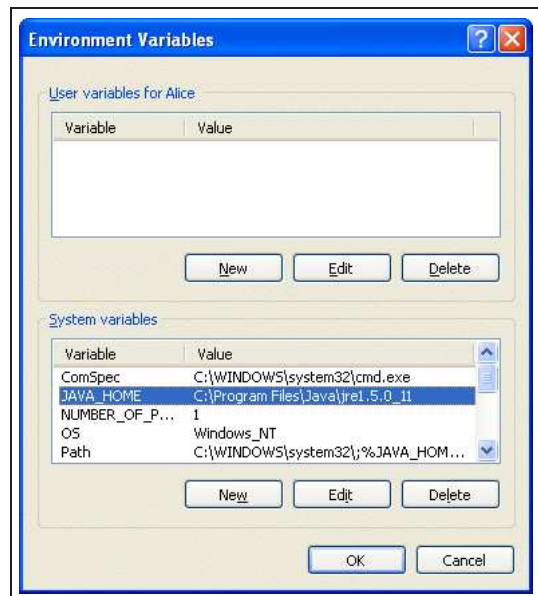 Environment Variables
User variables for Alice
Variable Value
New Edit Delete
System variables
Variable Value
ComSpec C:\WINDOWS\system32\cmd.exe
JAVA_HOME C:\Program Files\Java\jre1.5.0_11
NUMBER_OF_P... 1
OS Windows_NT
Path C:\WINDOWS\system32\;%JAVA_HOM...
New Edit Delete
OK Cancel